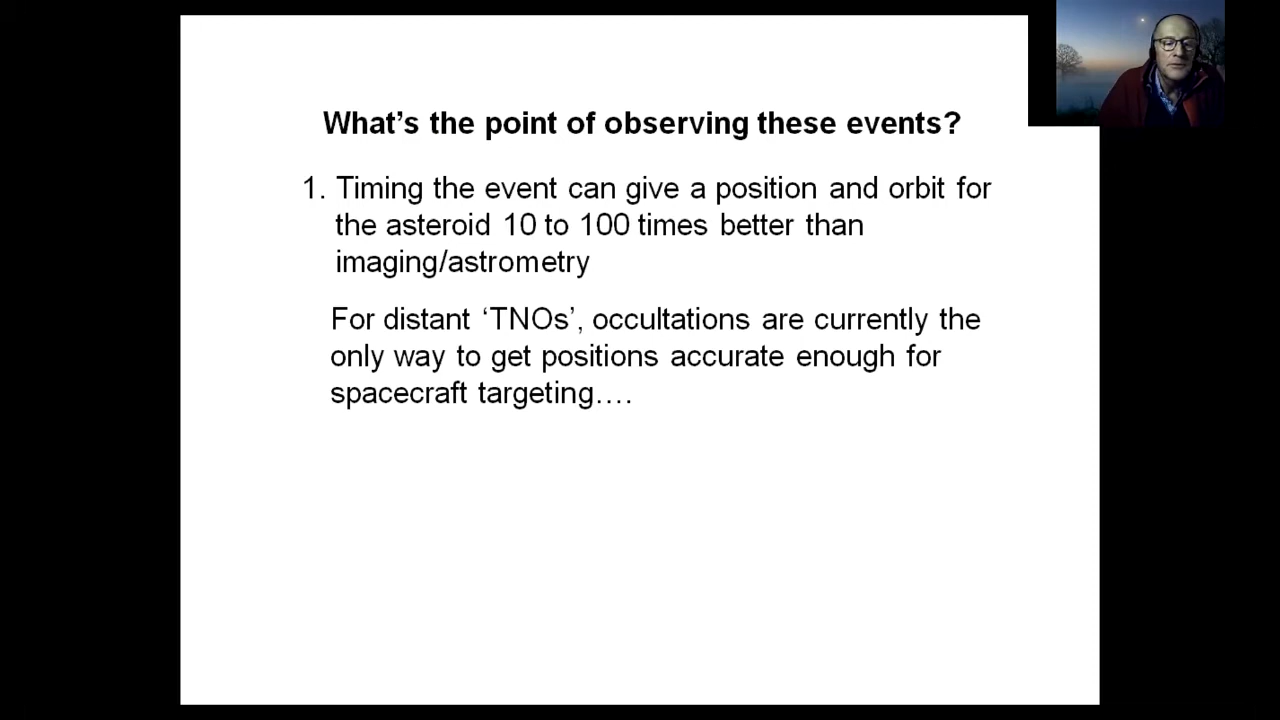 What's the point of observing these events?
1. Timing the event can give a position and orbit for
the asteroid 10 to 100 times better than
imaging/astrometry
For distant ‘TNOs’, occultations are currently the
only way to get positions accurate enough for
spacecraft targeting….